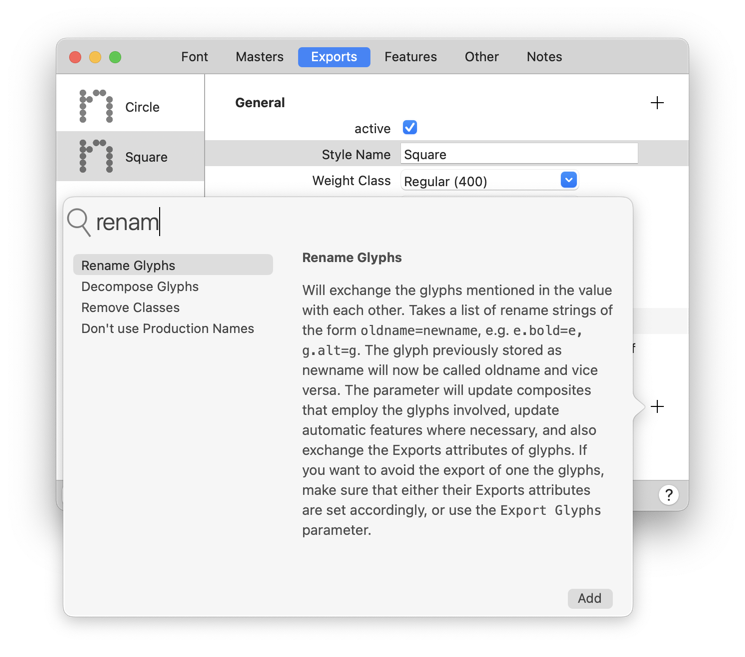 Font Masters Exports Features Other Notes
Circle
Square
General
active
Style Name Square
Weight Class Regular (400)
renam
Rename Glyphs
Decompose Glyphs
Remove Classes
Don't use Production Names
Rename Glyphs
Will exchange the glyphs mentioned in the value
with each other. Takes a list of rename strings of
the form oldname=newname, e.g. e.bold=e,
g.alt=g. The glyph previously stored as
newname will now be called oldname and vice
versa. The parameter will update composites
that employ the glyphs involved, update
automatic features where necessary, and also
exchange the Exports attributes of glyphs. If
you want to avoid the export of one the glyphs,
make sure that either their Exports attributes
are set accordingly, or use the Export Glyphs
parameter.
Add
?